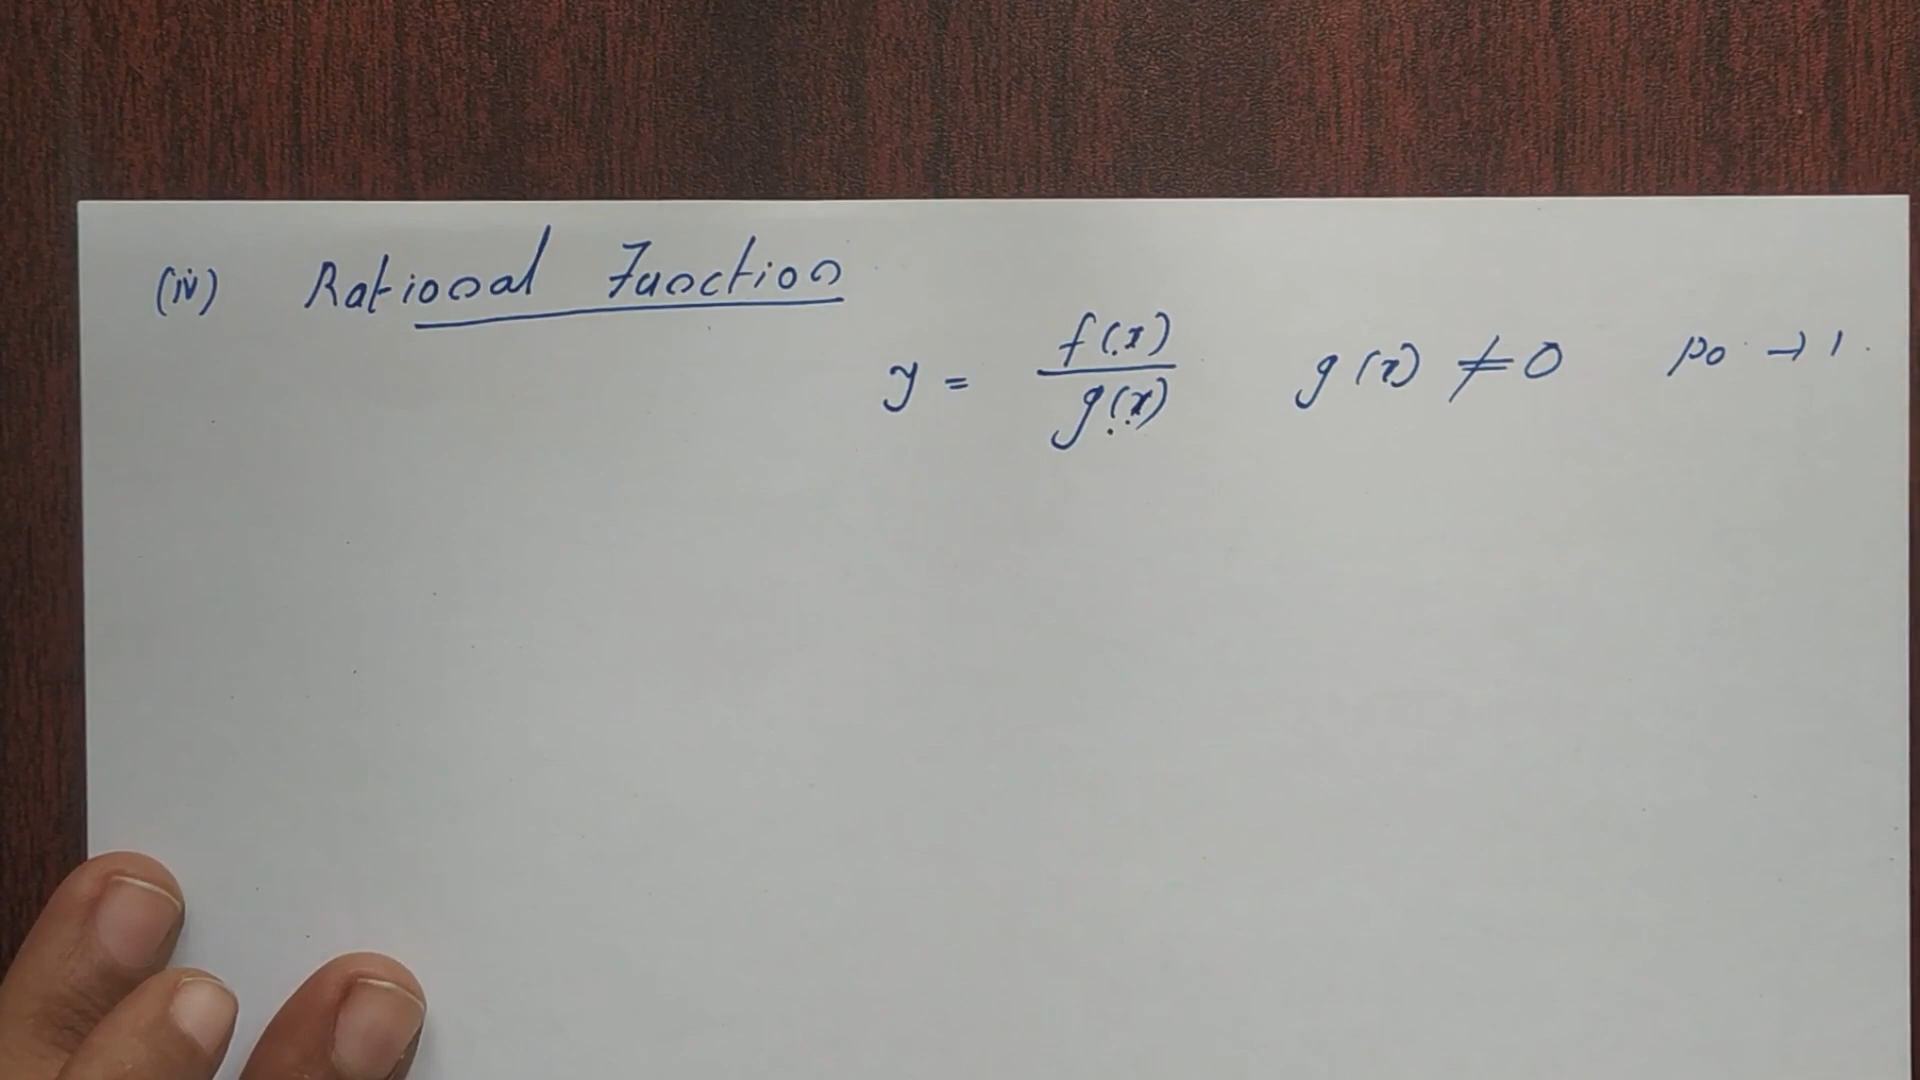 (iv) Rational Function
y = f(x)/g(x) g(x) ≠ 0 po → 1